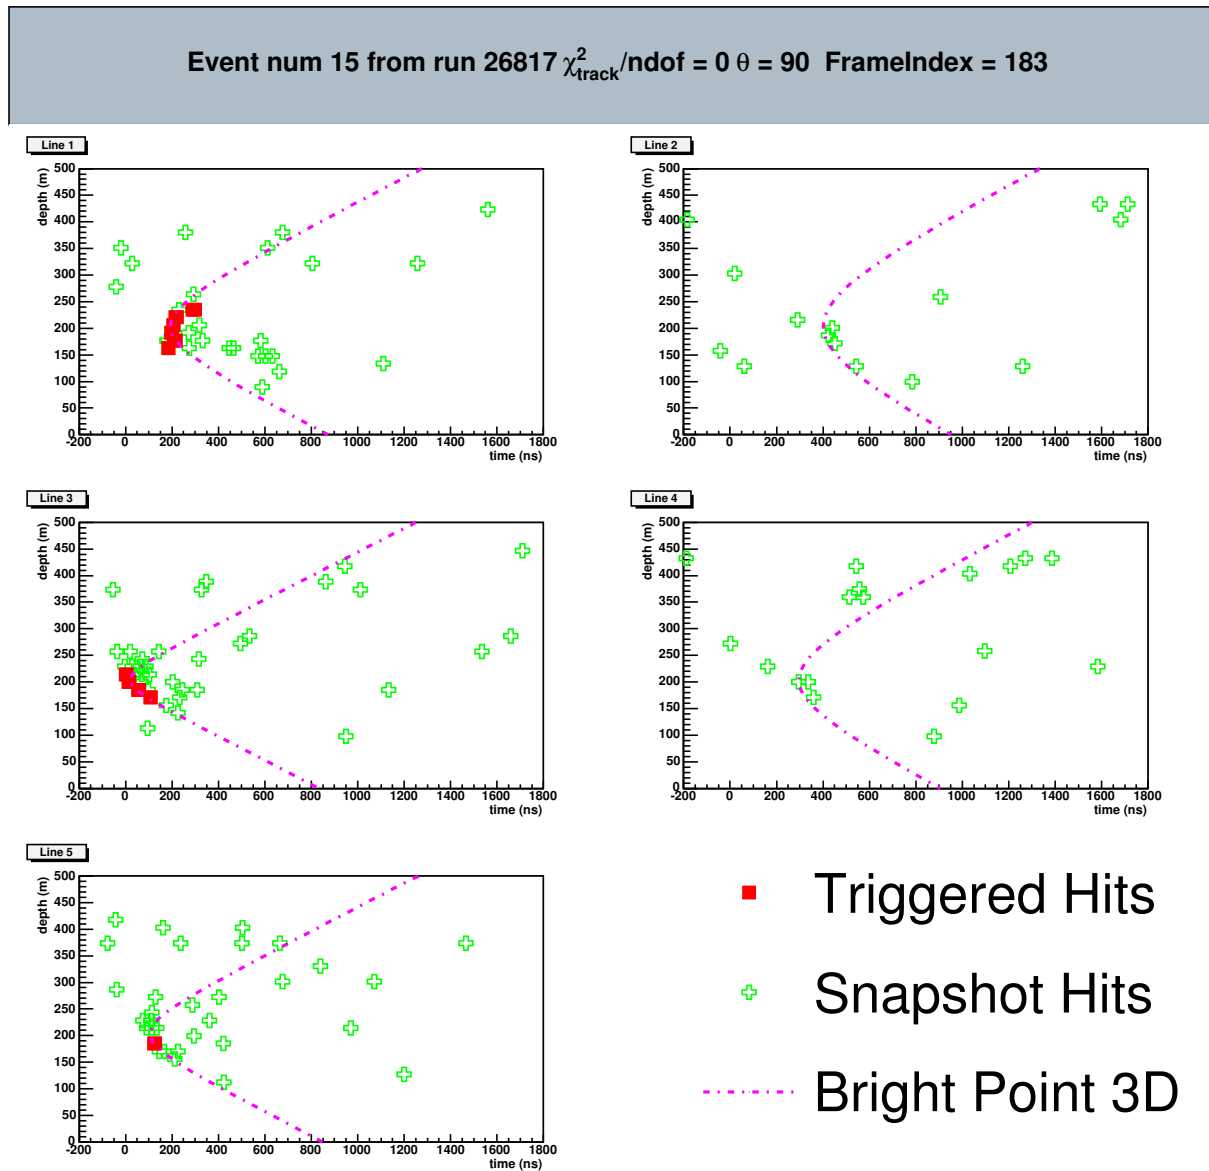 Event num 15 from run 26817 χ²track/ndof = 0 θ = 90 FrameIndex = 183
Line 1
depth (m)
500
450
400
350
300
250
200
150
100
50
0
-200 0 200 400 600 800 1000 1200 1400 1600 1800
time (ns)
Line 2
depth (m)
500
450
400
350
300
250
200
150
100
50
0
-200 0 200 400 600 800 1000 1200 1400 1600 1800
time (ns)
Line 3
depth (m)
500
450
400
350
300
250
200
150
100
50
0
-200 0 200 400 600 800 1000 1200 1400 1600 1800
time (ns)
Line 4
depth (m)
500
450
400
350
300
250
200
150
100
50
0
-200 0 200 400 600 800 1000 1200 1400 1600 1800
time (ns)
Line 5
depth (m)
500
450
400
350
300
250
200
150
100
50
0
-200 0 200 400 600 800 1000 1200 1400 1600 1800
time (ns)
Triggered Hits
Snapshot Hits
Bright Point 3D